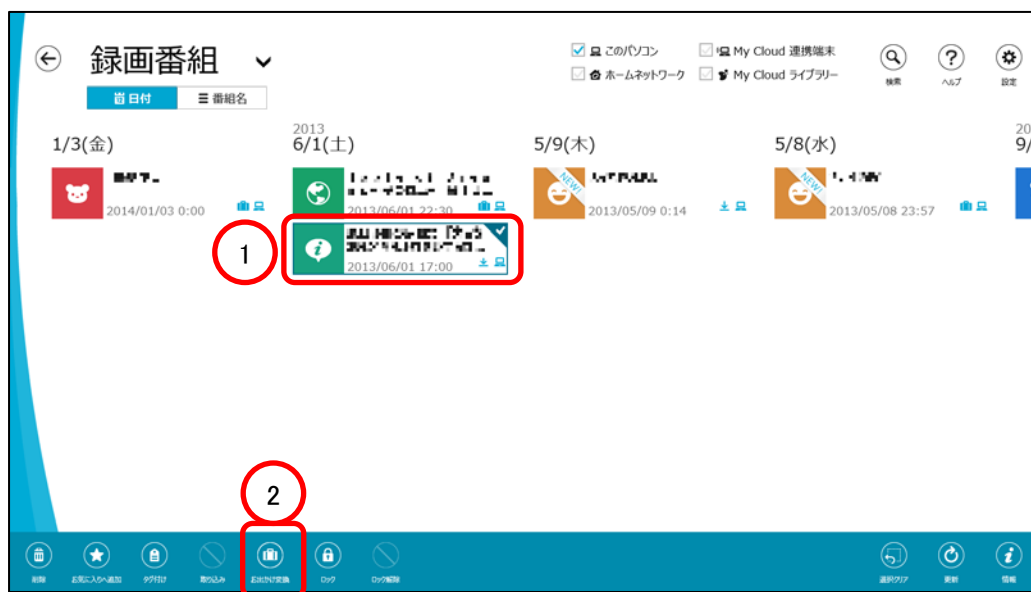 録画番組
このパソコン
My Cloud 連携端末
ホームネットワーク
My Cloud ライブラリー
検索
ヘルプ
設定
日付
番組名
1/3(金)
2013
6/1(土)
5/9(木)
5/8(水)
20
9/
2014/01/03 0:00
2013/06/01 22:30
NEW!
2013/05/09 0:14
NEW!
2013/05/08 23:57
1
2013/06/01 17:00
2
削除
お気に入りへ追加
タグ付け
取り込み
お出かけ変換
ロック
ロック解除
選択クリア
更新
情報